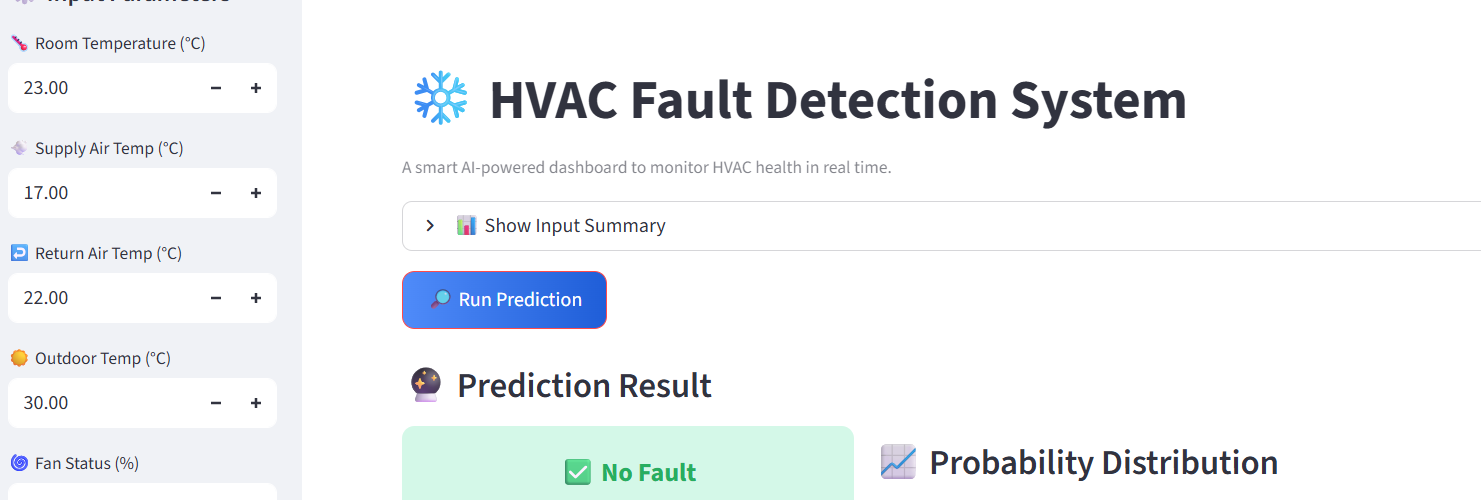 Input Parameters
Room Temperature (°C)
23.00
Supply Air Temp (°C)
17.00
Return Air Temp (°C)
22.00
Outdoor Temp (°C)
30.00
Fan Status (%)
HVAC Fault Detection System
A smart AI-powered dashboard to monitor HVAC health in real time.
Show Input Summary
Run Prediction
Prediction Result
No Fault
Probability Distribution